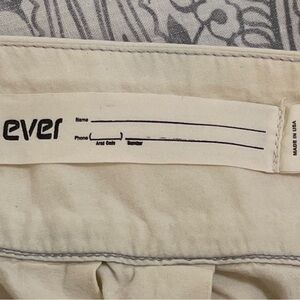 ever
Name
Phone ( )
Area Code Number
MADE IN USA